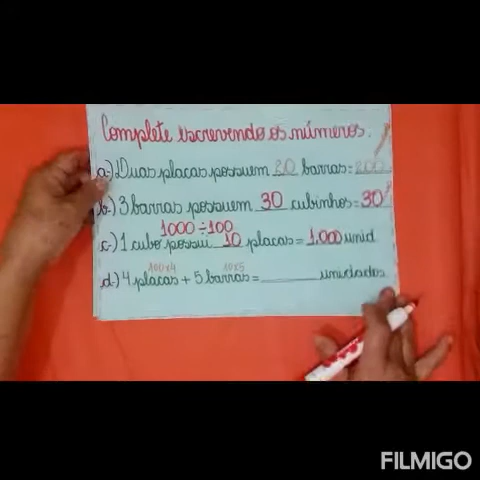 Complete escrevendo os números.
a-) Duas placas possuem 20 barras = 200
b-) 3 barras possuem 30 cubinhos = 30
1000 ÷ 100
c-) 1 cubo possui 10 placas = 1.000 unid
100x4 10x5
d-) 4 placas + 5 barras = ______ unidades
FILMIGO